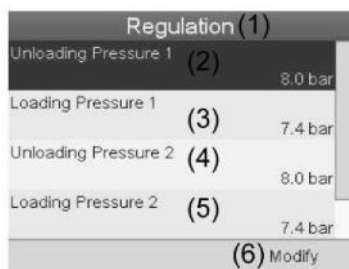 Regulation (1)
Unloading Pressure 1
(2)
8.0 bar
Loading Pressure 1
(3)
7.4 bar
Unloading Pressure 2
(4)
8.0 bar
Loading Pressure 2
(5)
7.4 bar
(6) Modify